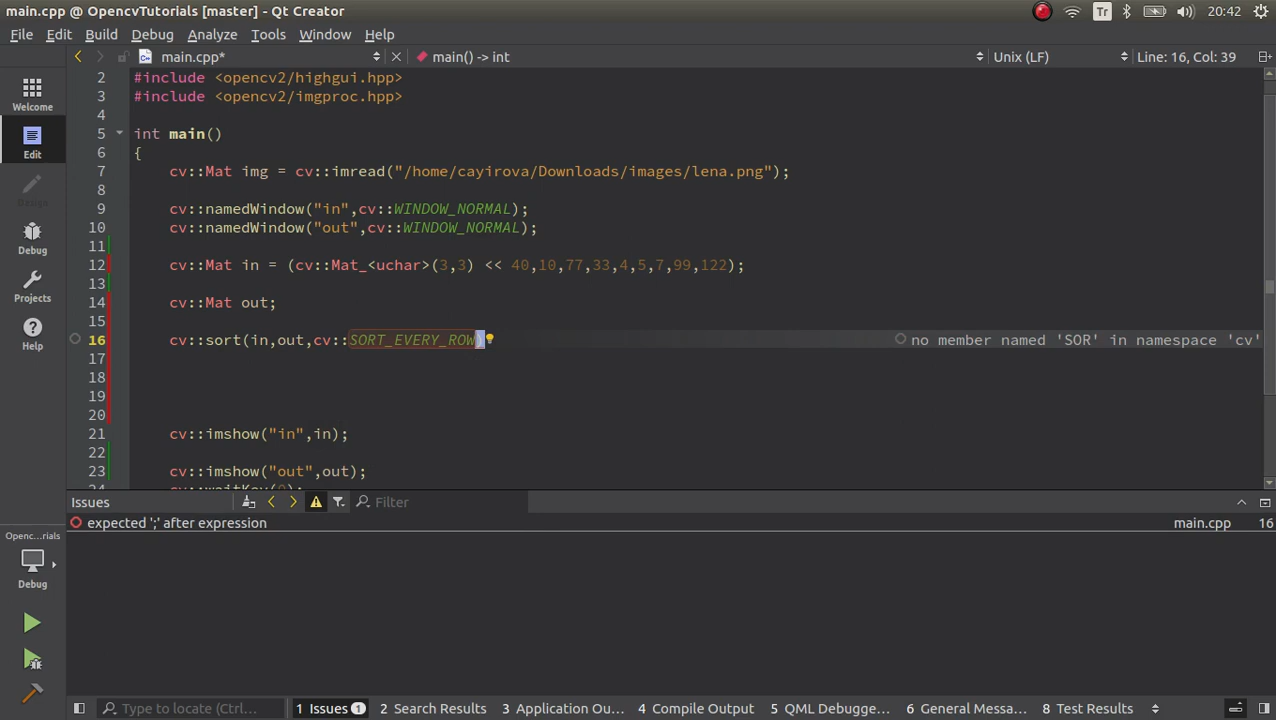 main.cpp @ OpencvTutorials [master] - Qt Creator
Tr
20:42
File Edit Build Debug Analyze Tools Window Help
main.cpp*
main() -> int
Unix (LF)
Line: 16, Col: 39
Welcome
Edit
Design
Debug
Projects
Help
2 #include <opencv2/highgui.hpp>
3 #include <opencv2/imgproc.hpp>
4
5 int main()
6 {
7 cv::Mat img = cv::imread("/home/cayirova/Downloads/images/lena.png");
8
9 cv::namedWindow("in",cv::WINDOW_NORMAL);
10 cv::namedWindow("out",cv::WINDOW_NORMAL);
11
12 cv::Mat in = (cv::Mat_<uchar>(3,3) << 40,10,77,33,4,5,7,99,122);
13
14 cv::Mat out;
15
16 cv::sort(in,out,cv::SORT_EVERY_ROW) no member named 'SOR' in namespace 'cv'
17
18
19
20
21 cv::imshow("in",in);
22
23 cv::imshow("out",out);
24 cv::waitKey(0);
Issues
Filter
expected ';' after expression
main.cpp 16
Openc...rials
Debug
Type to locate (Ctrl...
1 Issues 1
2 Search Results
3 Application Ou...
4 Compile Output
5 QML Debugge...
6 General Messa...
8 Test Results